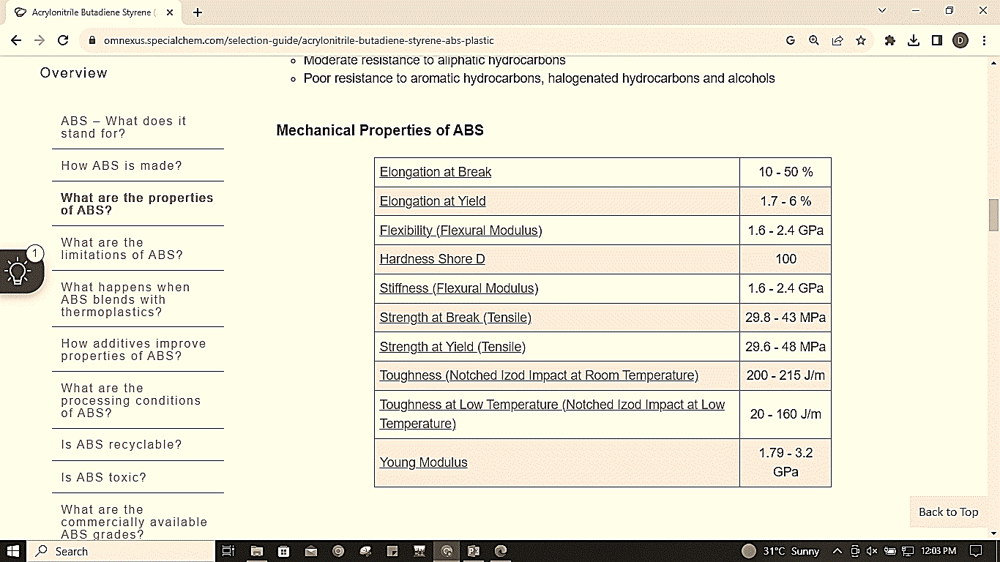 Acrylonitrile Butadiene Styrene (
omnexus.specialchem.com/selection-guide/acrylonitrile-butadiene-styrene-abs-plastic
G
D
Overview
ABS – What does it
stand for?
How ABS is made?
What are the properties
of ABS?
What are the
limitations of ABS?
What happens when
ABS blends with
thermoplastics?
How additives improve
properties of ABS?
What are the
processing conditions
of ABS?
Is ABS recyclable?
Is ABS toxic?
What are the
commercially available
ABS grades?
1
Moderate resistance to aliphatic hydrocarbons
Poor resistance to aromatic hydrocarbons, halogenated hydrocarbons and alcohols
Mechanical Properties of ABS
Elongation at Break 10 - 50 %
Elongation at Yield 1.7 - 6 %
Flexibility (Flexural Modulus) 1.6 - 2.4 GPa
Hardness Shore D 100
Stiffness (Flexural Modulus) 1.6 - 2.4 GPa
Strength at Break (Tensile) 29.8 - 43 MPa
Strength at Yield (Tensile) 29.6 - 48 MPa
Toughness (Notched Izod Impact at Room Temperature) 200 - 215 J/m
Toughness at Low Temperature (Notched Izod Impact at Low
Temperature) 20 - 160 J/m
Young Modulus 1.79 - 3.2
GPa
Back to Top
Search
31°C Sunny
12:03 PM